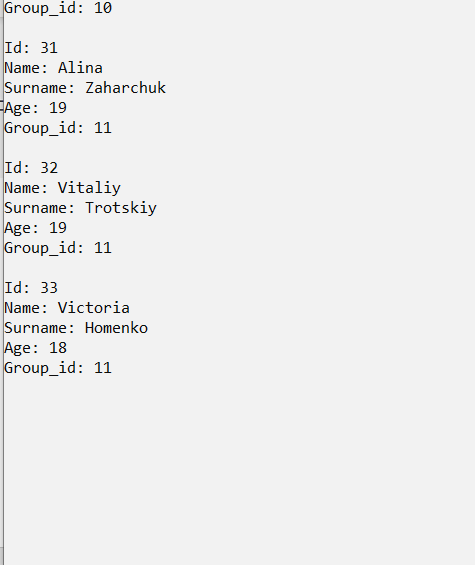 Group_id: 10
Id: 31
Name: Alina
Surname: Zaharchuk
Age: 19
Group_id: 11
Id: 32
Name: Vitaliy
Surname: Trotskiy
Age: 19
Group_id: 11
Id: 33
Name: Victoria
Surname: Homenko
Age: 18
Group_id: 11